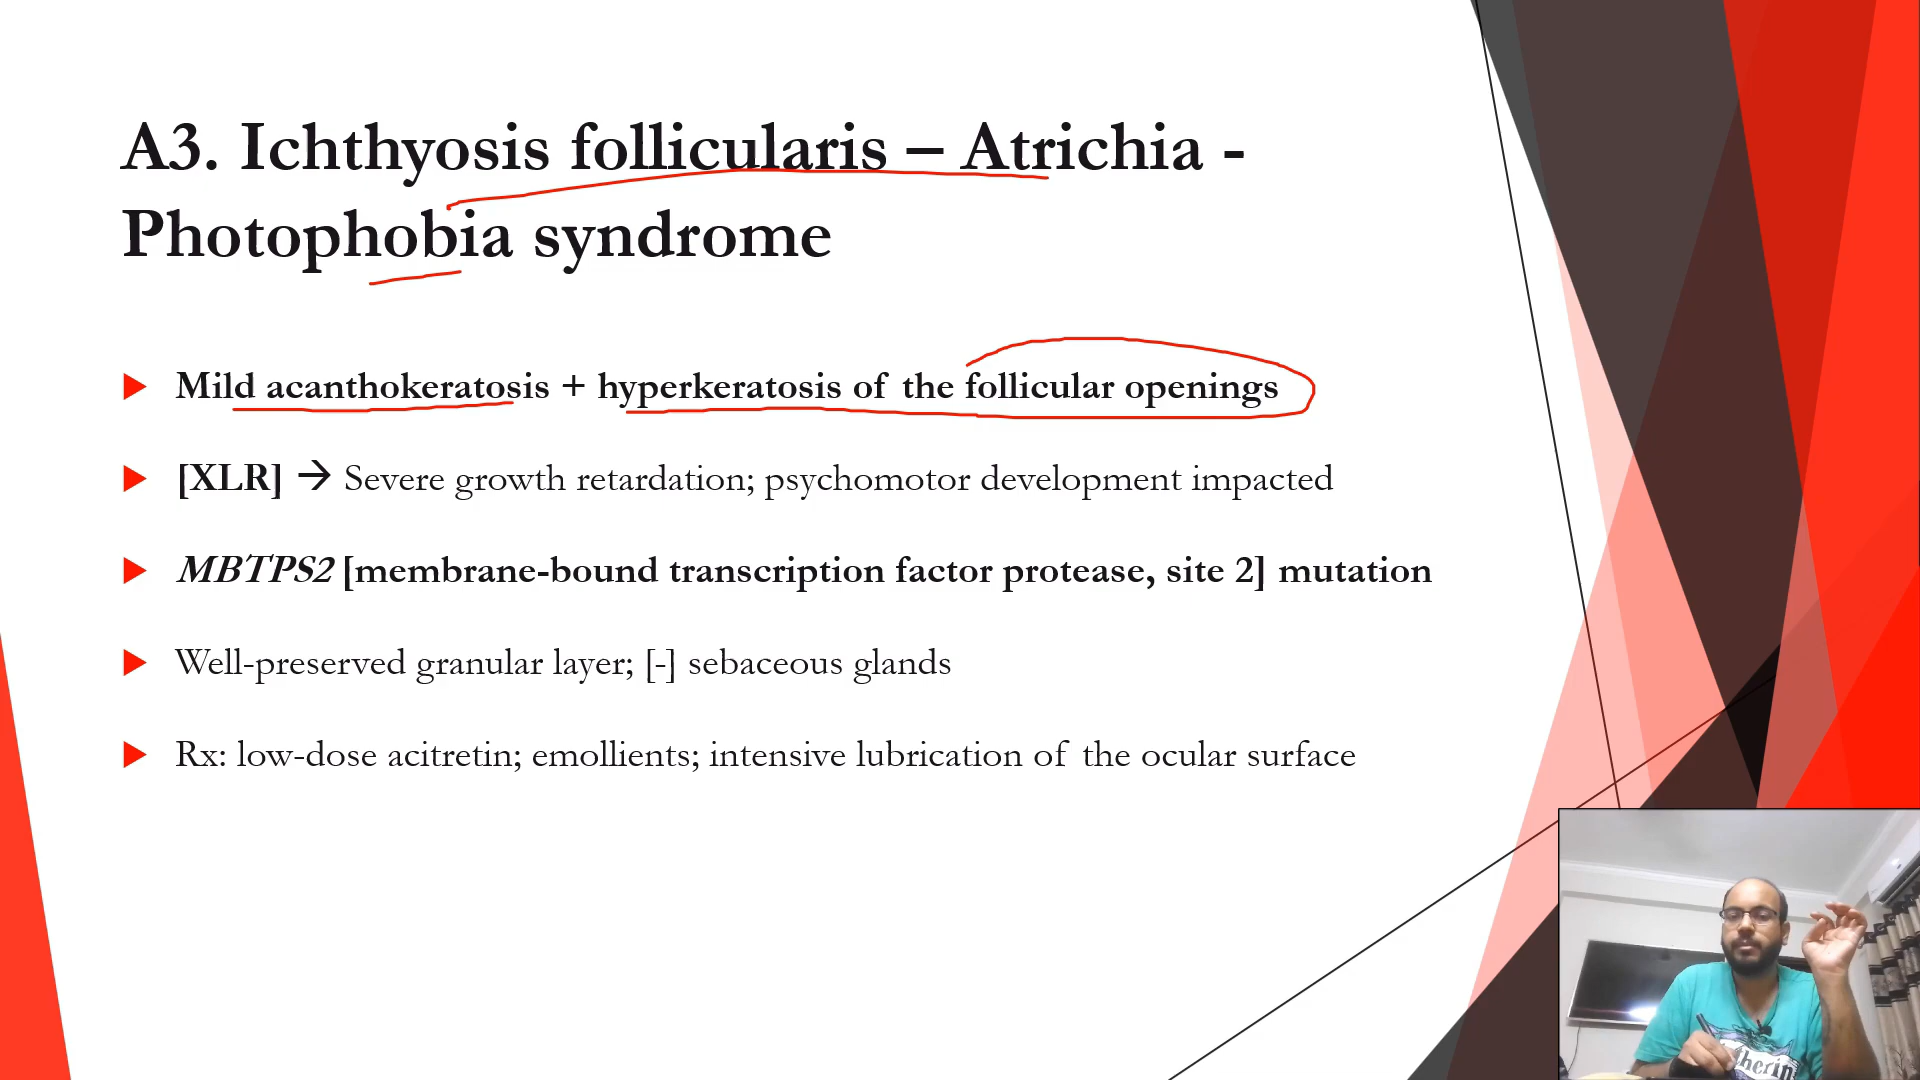 A3. Ichthyosis follicularis – Atrichia -
Photophobia syndrome
Mild acanthokeratosis + hyperkeratosis of the follicular openings
[XLR] → Severe growth retardation; psychomotor development impacted
MBTPS2 [membrane-bound transcription factor protease, site 2] mutation
Well-preserved granular layer; [-] sebaceous glands
Rx: low-dose acitretin; emollients; intensive lubrication of the ocular surface